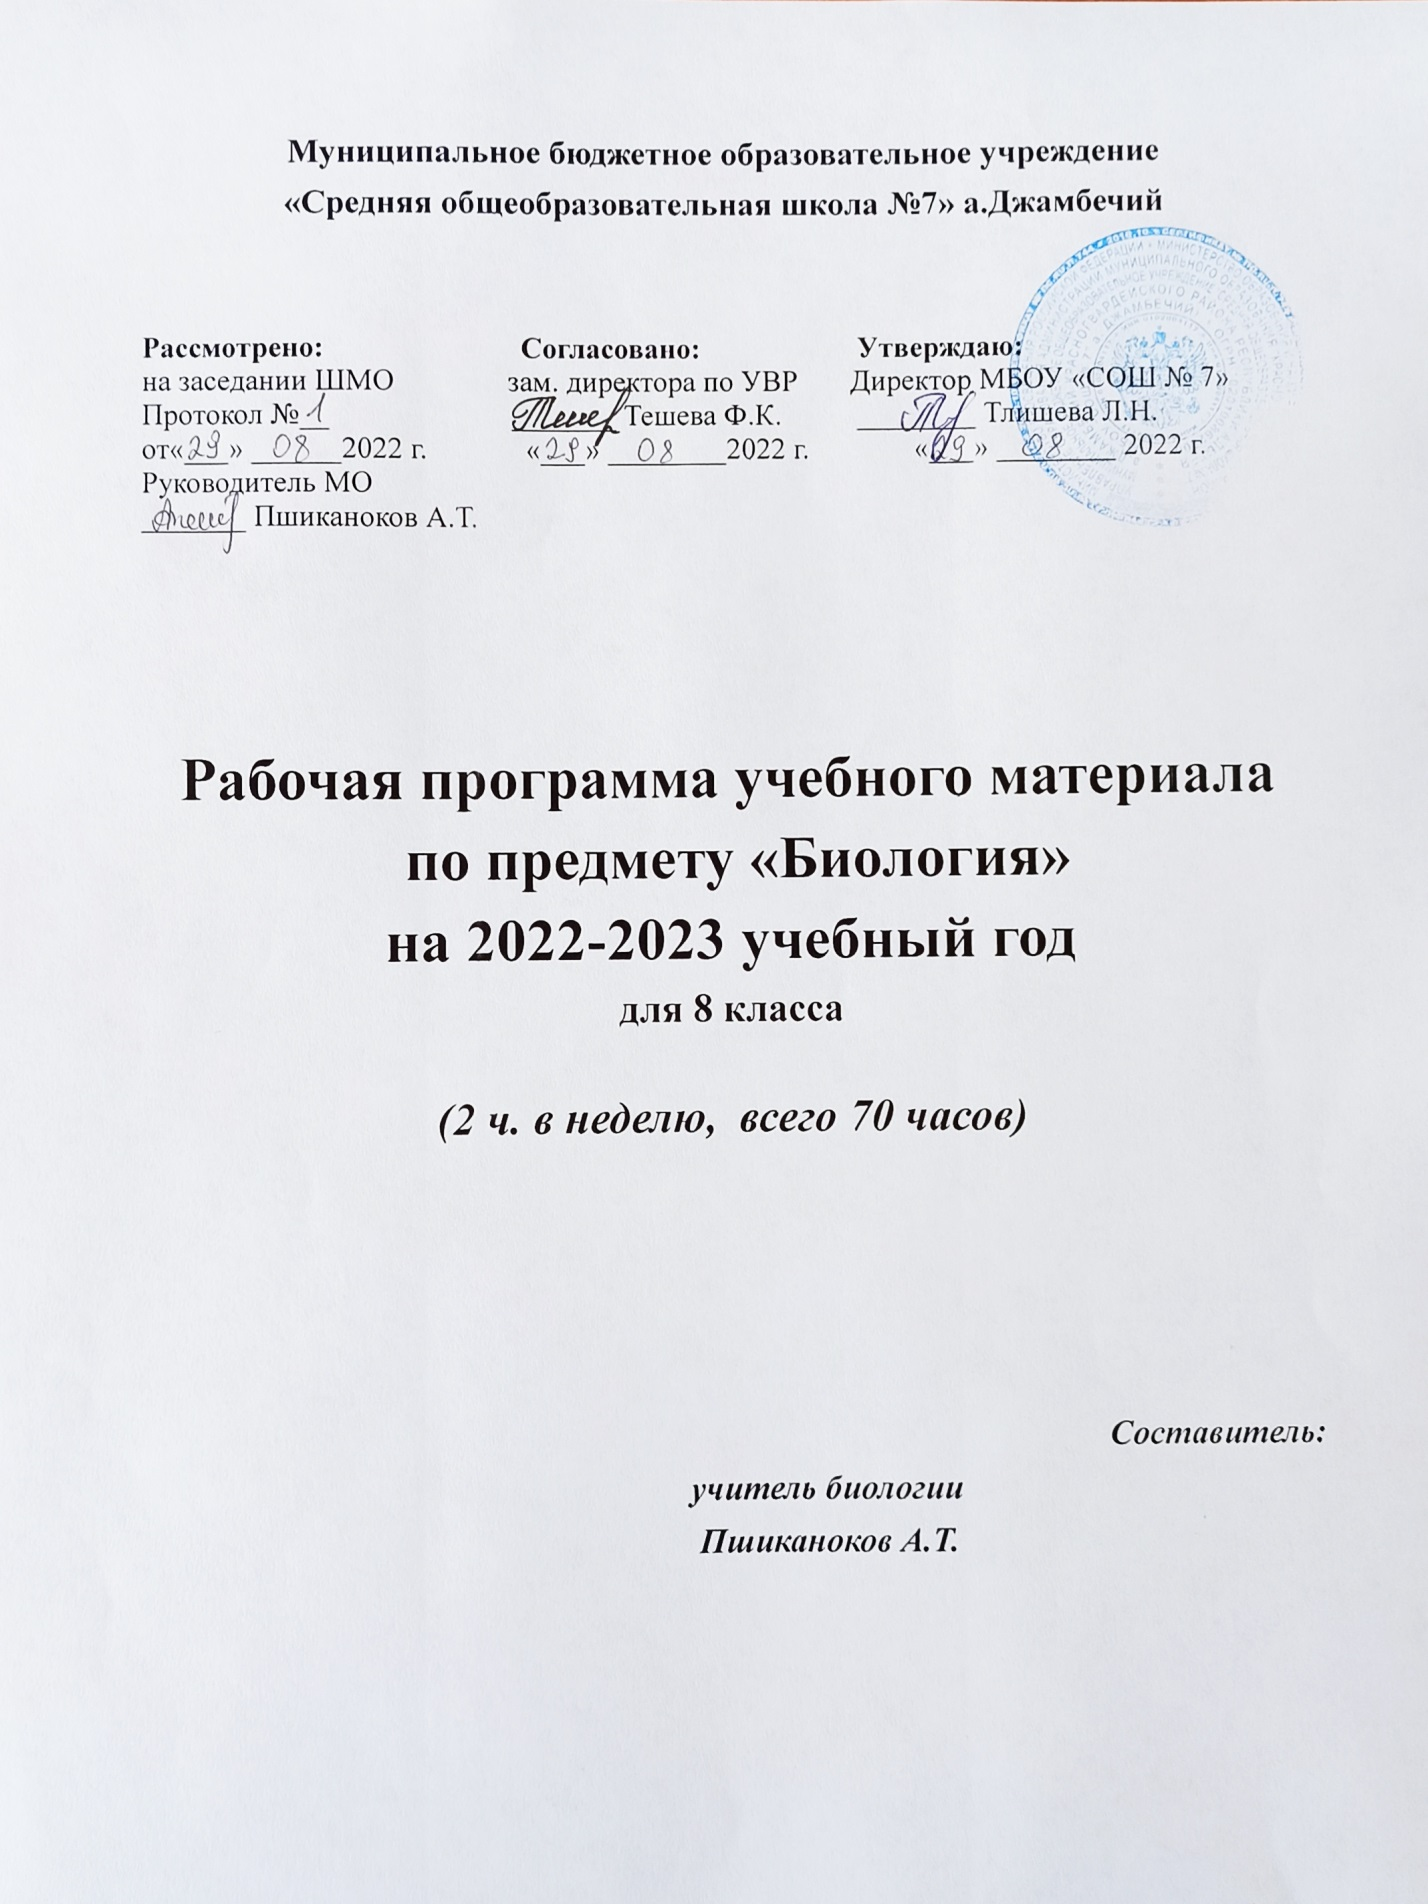 Муниципальное бюджетное образовательное учреждение
«Средняя общеобразовательная школа №7» а.Джамбечий
Рассмотрено:
на заседании ШМО
Протокол № 1
от«29» 08 2022 г.
Руководитель МО
Пшиканоков А.Т.
Согласовано:
зам. директора по УВР
Тешева Ф.К.
«29» 08 2022 г.
Утверждаю:
Директор МБОУ «СОШ № 7»
Тлишева Л.Н.
«29» 08 2022 г.
Рабочая программа учебного материала
по предмету «Биология»
на 2022-2023 учебный год
для 8 класса
(2 ч. в неделю, всего 70 часов)
Составитель:
учитель биологии
Пшиканоков А.Т.